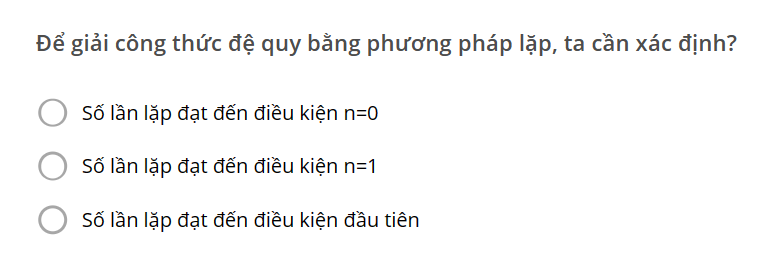 Để giải công thức đệ quy bằng phương pháp lặp, ta cần xác định?
Số lần lặp đạt đến điều kiện n=0
Số lần lặp đạt đến điều kiện n=1
Số lần lặp đạt đến điều kiện đầu tiên